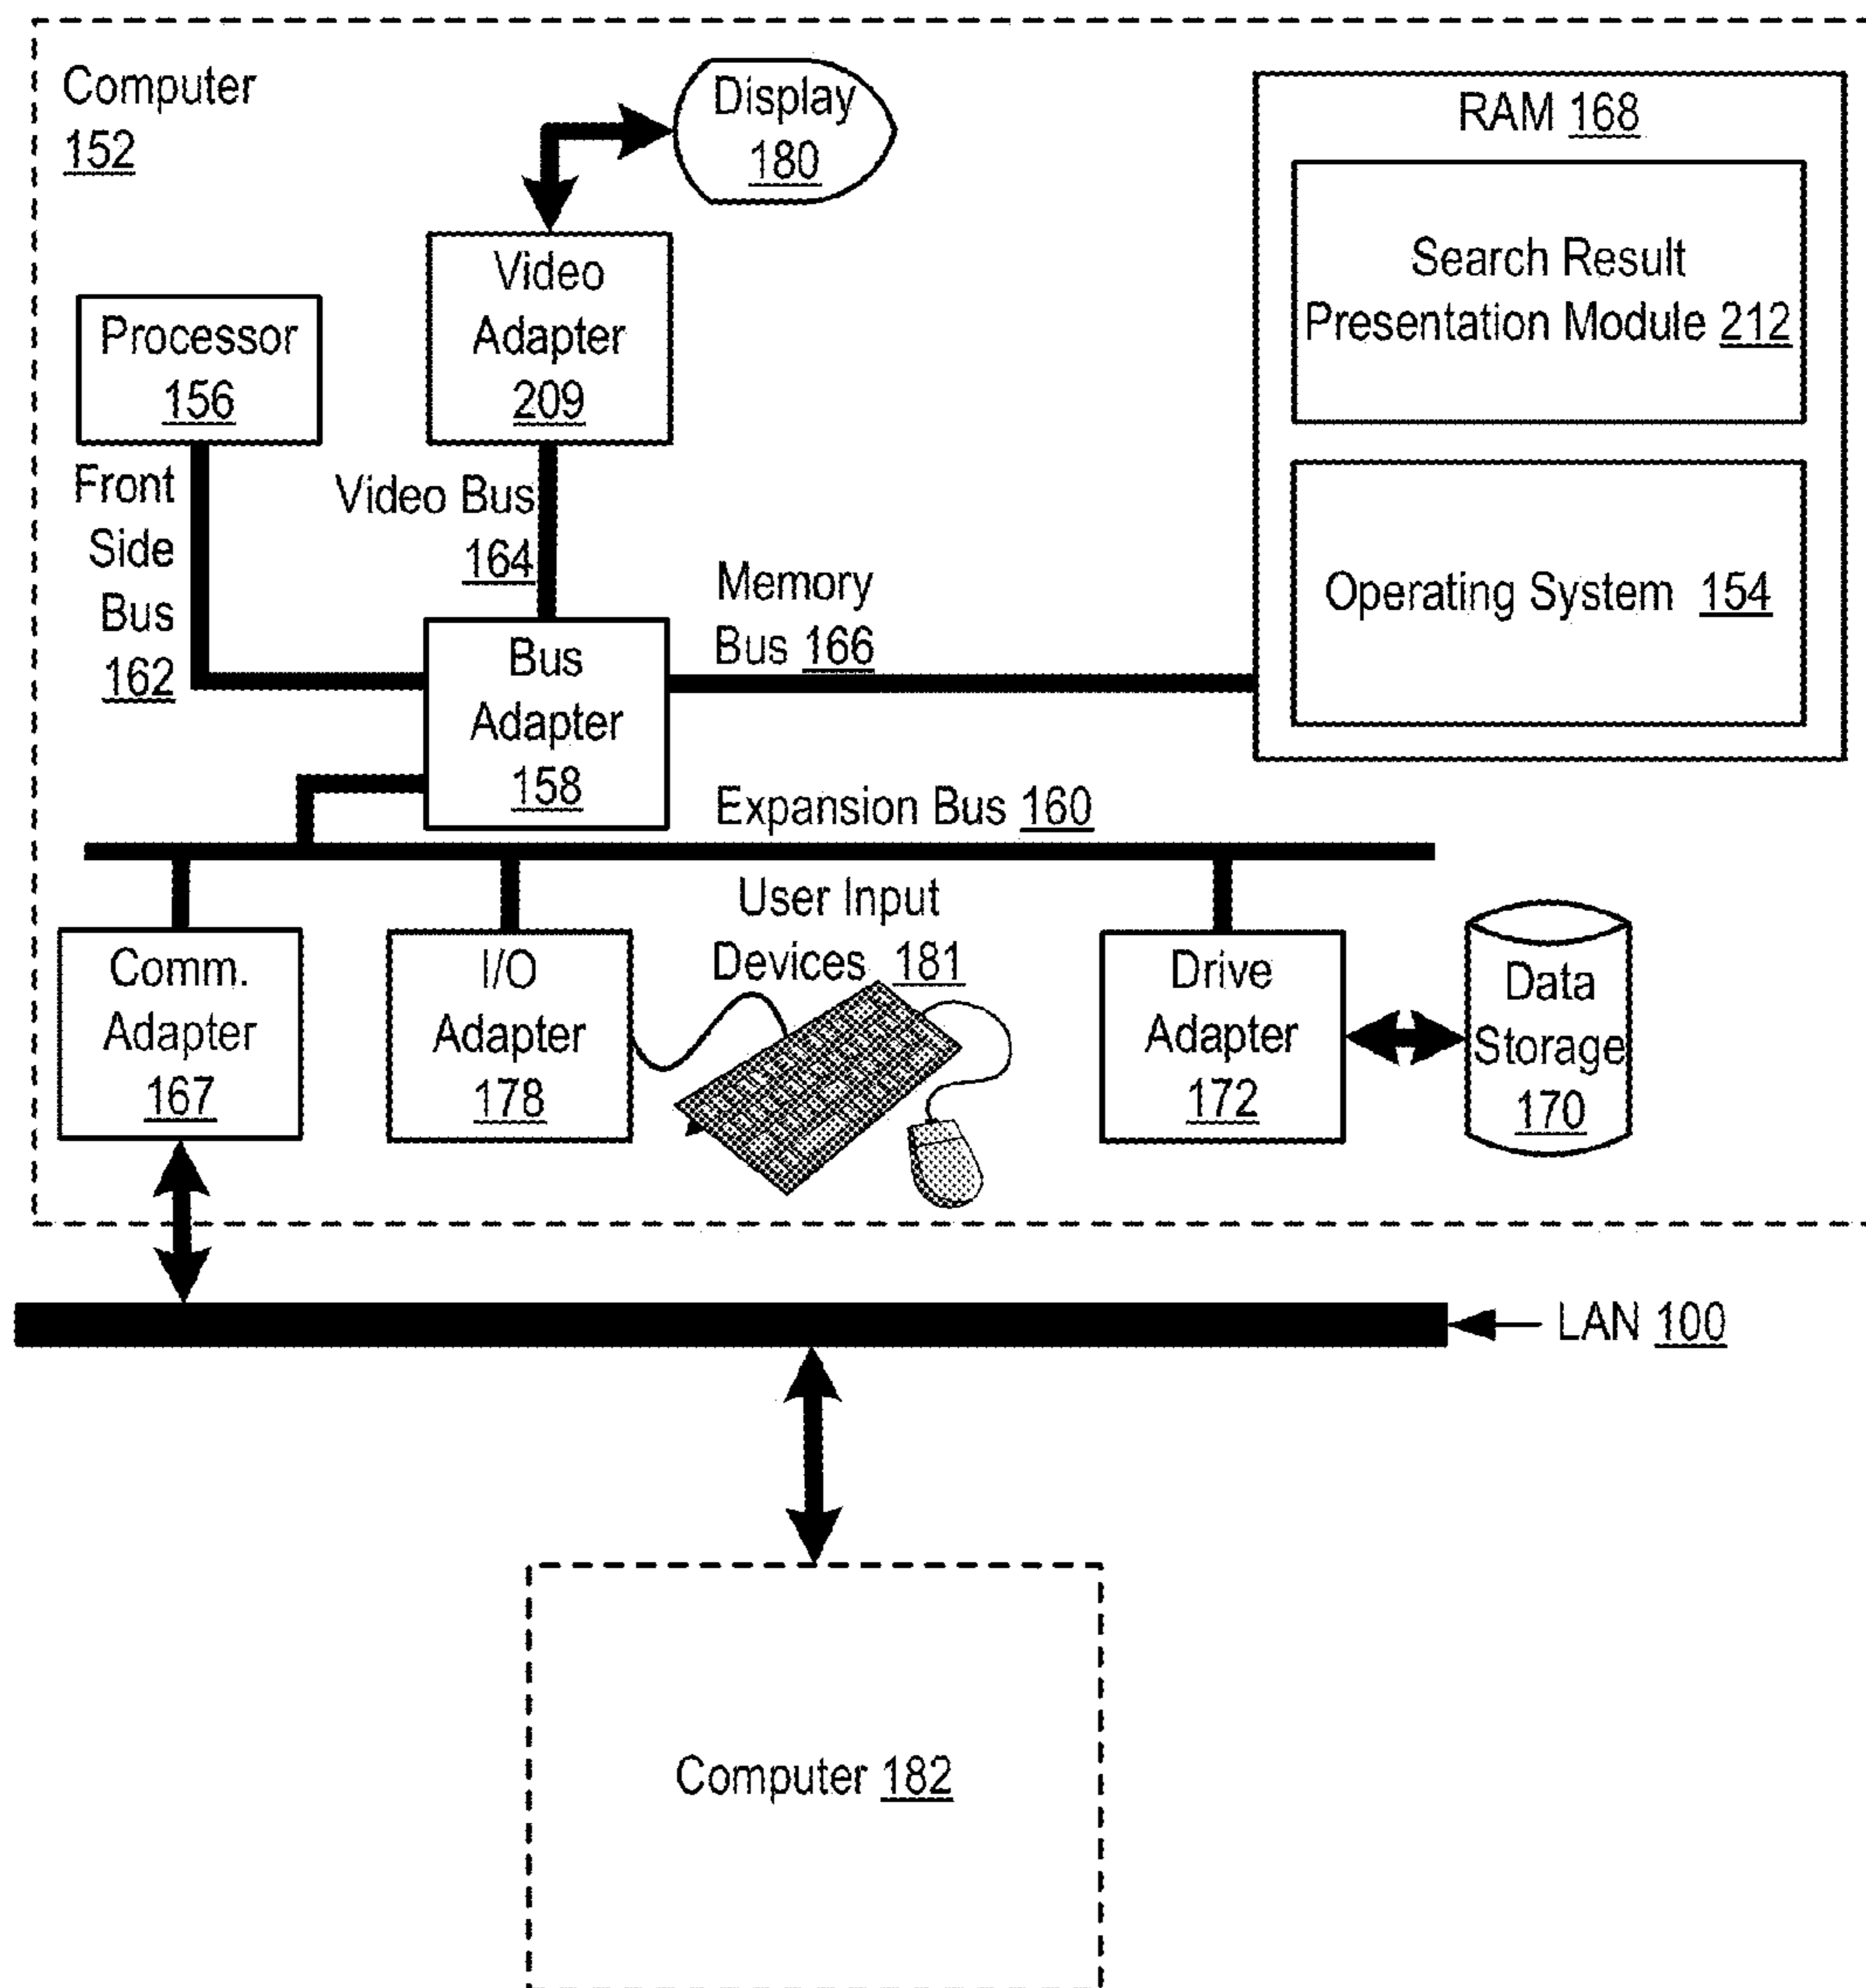 Computer
152
Display
180
RAM 168
Search Result
Presentation Module 212
Operating System 154
Video
Adapter
209
Processor
156
Front
Side
Bus
162
Video Bus
164
Memory
Bus 166
Bus
Adapter
158
Expansion Bus 160
Comm.
Adapter
167
I/O
Adapter
178
User Input
Devices 181
Drive
Adapter
172
Data
Storage
170
LAN 100
Computer 182